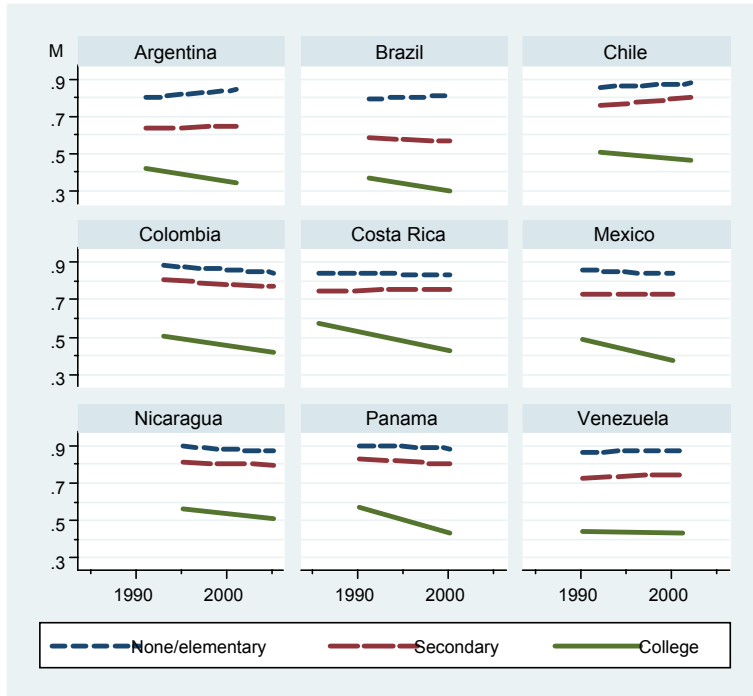 M
Argentina Brazil Chile
.9
.7
.5
.3
Colombia Costa Rica Mexico
.9
.7
.5
.3
Nicaragua Panama Venezuela
.9
.7
.5
.3
1990 2000 1990 2000 1990 2000
None/elementary Secondary College